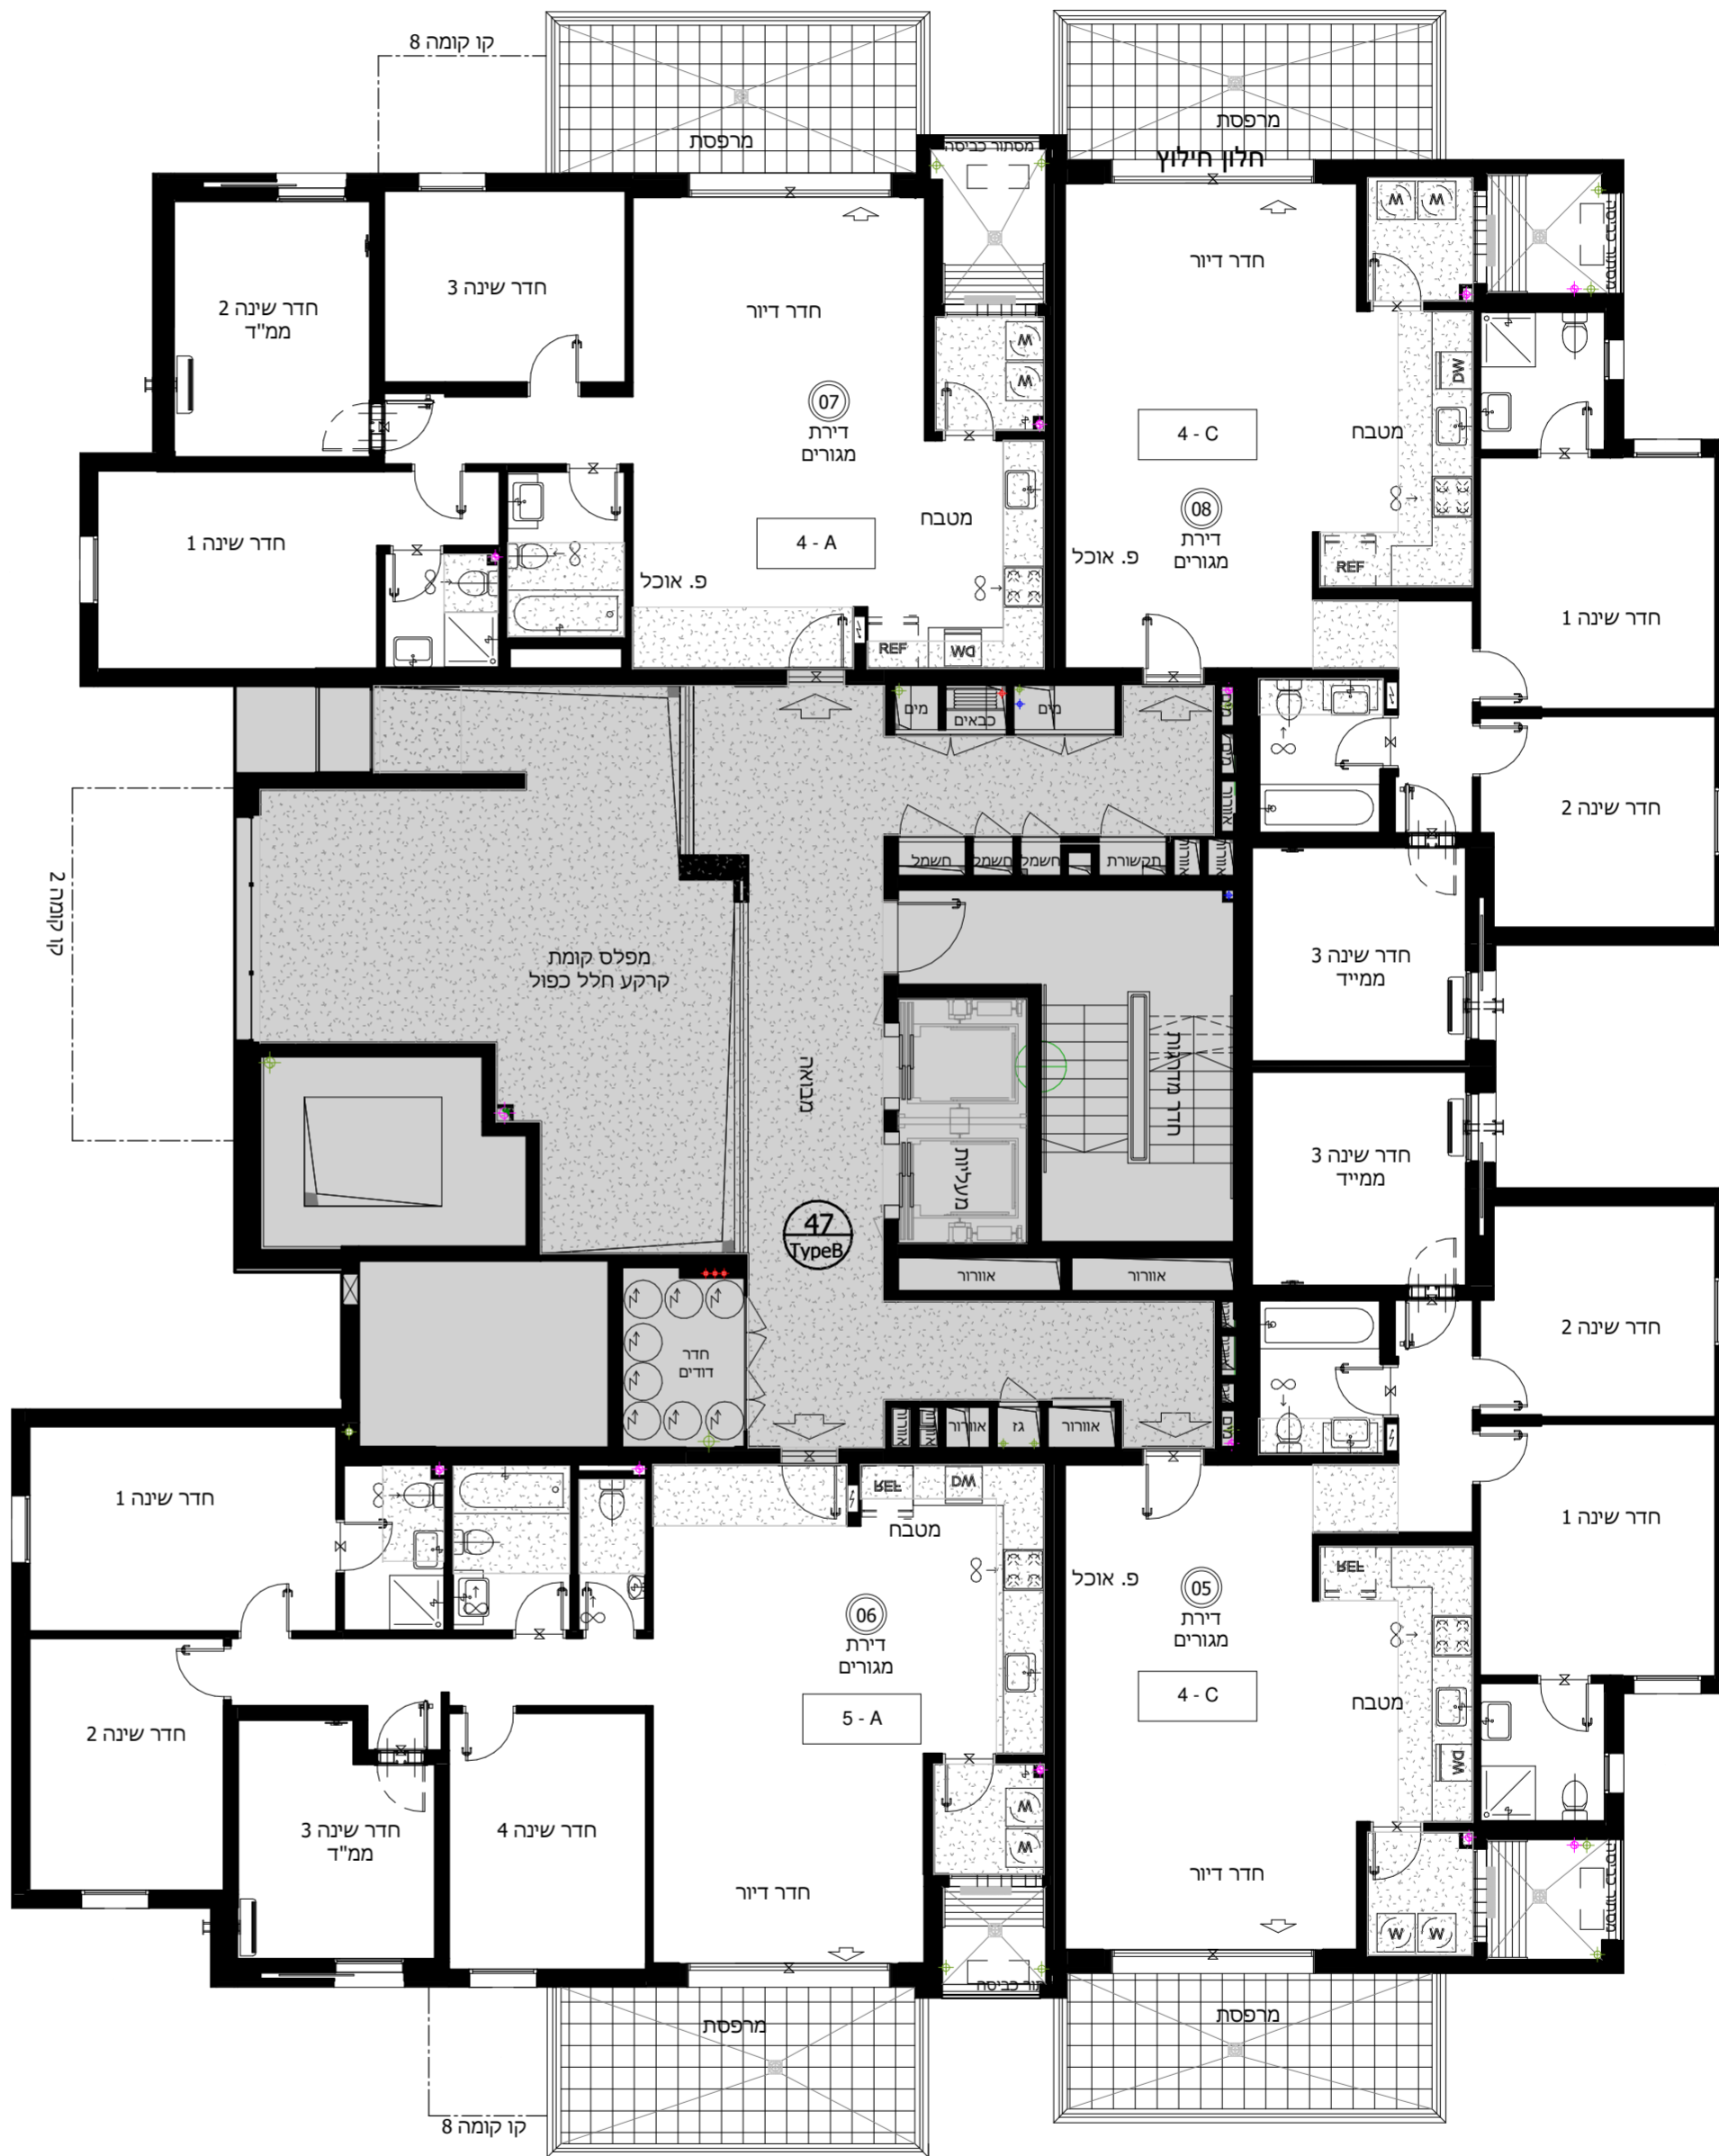 קו קומה 8
מרפסת
מרפסת
חלון חילוץ
מסתור כביסה
W
W
חדר שינה 2
ממ"ד
חדר שינה 3
חדר דיור
חדר דיור
W
W
07
דירת
מגורים
4 - A
מטבח
פ. אוכל
REF
DW
חדר שינה 1
DW
4 - C
מטבח
08
דירת
מגורים
פ. אוכל
REF
חדר שינה 1
חדר שינה 2
מים
כבאים
מים
חשמל
חשמל
חשמל
תקשורת
אוורור
קו קומה 2
מפלס קומת
קרקע חלל כפול
מבואה
חדר מדרגות
מעליות
47
TypeB
חדר שינה 3
ממייד
חדר שינה 3
ממייד
אוורור
אוורור
חדר
דודים
אוורור
גז
אוורור
חדר שינה 2
חדר שינה 1
חדר שינה 1
REF
DW
מטבח
REF
פ. אוכל
05
דירת
מגורים
4 - C
מטבח
DW
06
דירת
מגורים
5 - A
חדר שינה 2
חדר שינה 3
ממ"ד
חדר שינה 4
W
W
חדר דיור
חדר דיור
W
W
מרפסת
מרפסת
קו קומה 8